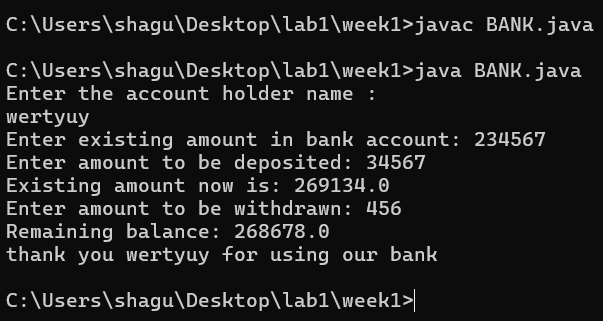 C:\Users\shagu\Desktop\lab1\week1>javac BANK.java
C:\Users\shagu\Desktop\lab1\week1>java BANK.java
Enter the account holder name :
wertyuy
Enter existing amount in bank account: 234567
Enter amount to be deposited: 34567
Existing amount now is: 269134.0
Enter amount to be withdrawn: 456
Remaining balance: 268678.0
thank you wertyuy for using our bank
C:\Users\shagu\Desktop\lab1\week1>